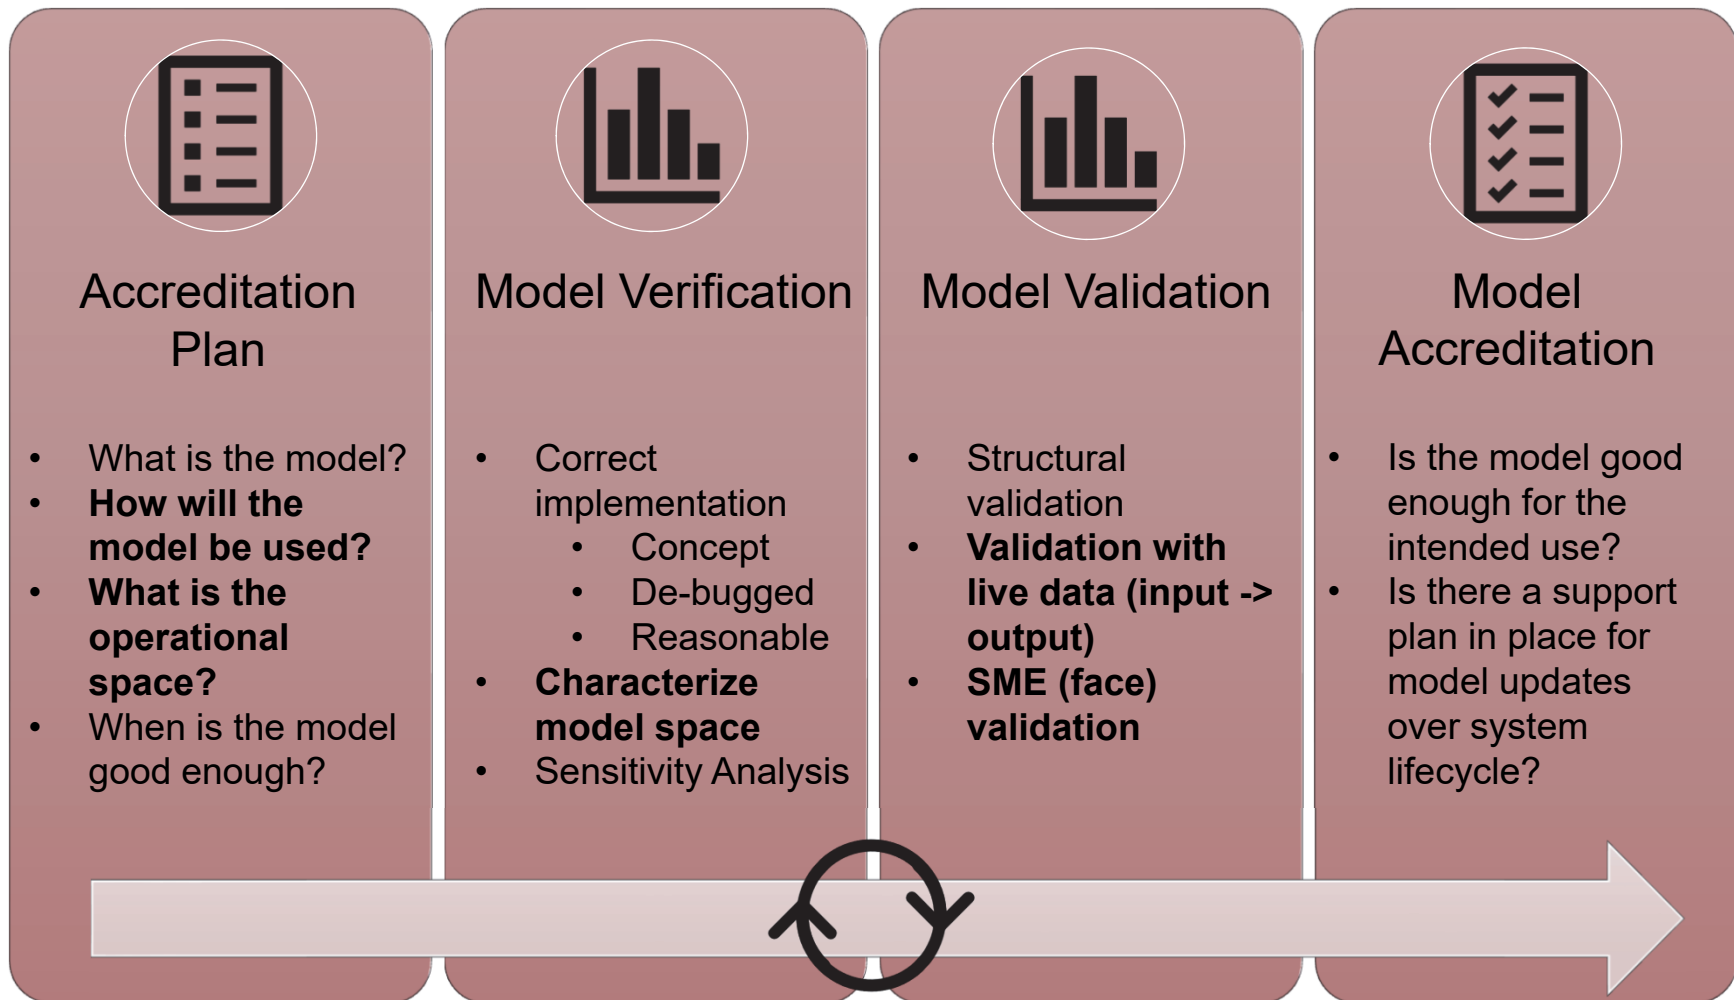 Accreditation
Plan
• What is the model?
• How will the
model be used?
• What is the
operational
space?
• When is the model
good enough?
Model Verification
• Correct
implementation
• Concept
• De-bugged
• Reasonable
• Characterize
model space
• Sensitivity Analysis
Model Validation
• Structural
validation
• Validation with
live data (input ->
output)
• SME (face)
validation
Model
Accreditation
• Is the model good
enough for the
intended use?
• Is there a support
plan in place for
model updates
over system
lifecycle?